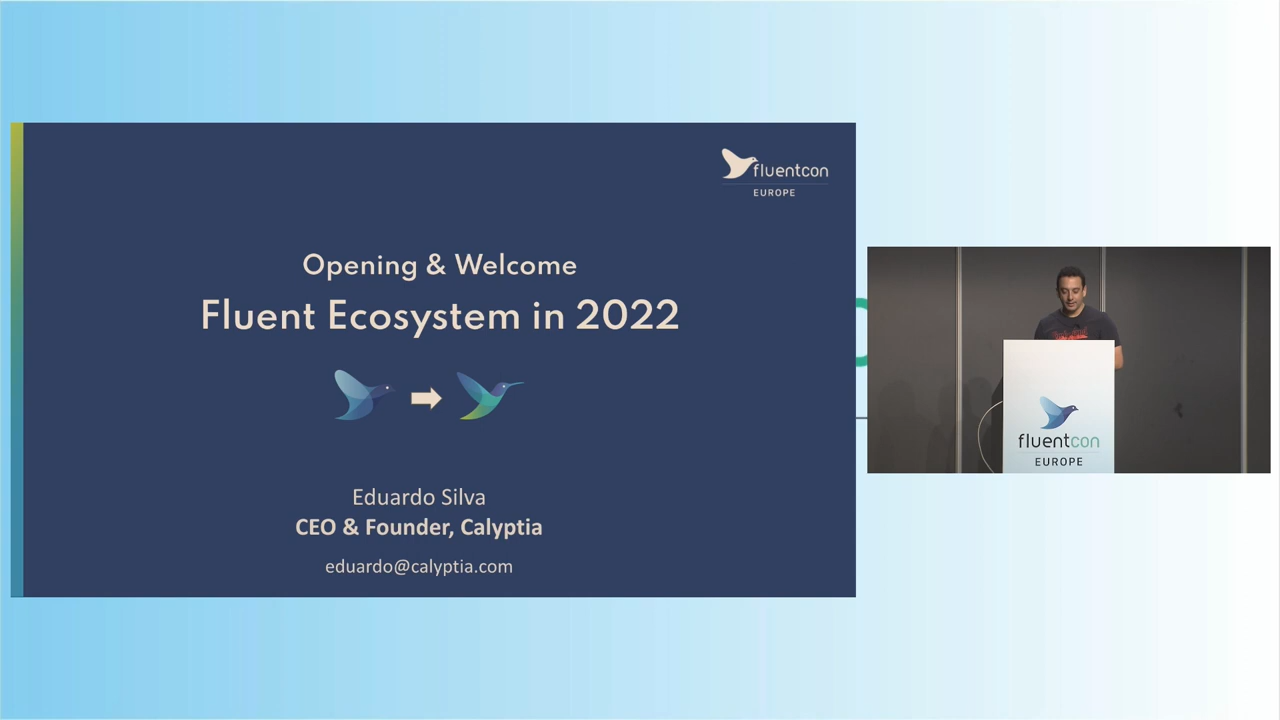 fluentcon
EUROPE
Opening & Welcome
Fluent Ecosystem in 2022
Eduardo Silva
CEO & Founder, Calyptia
eduardo@calyptia.com
fluentcon
EUROPE